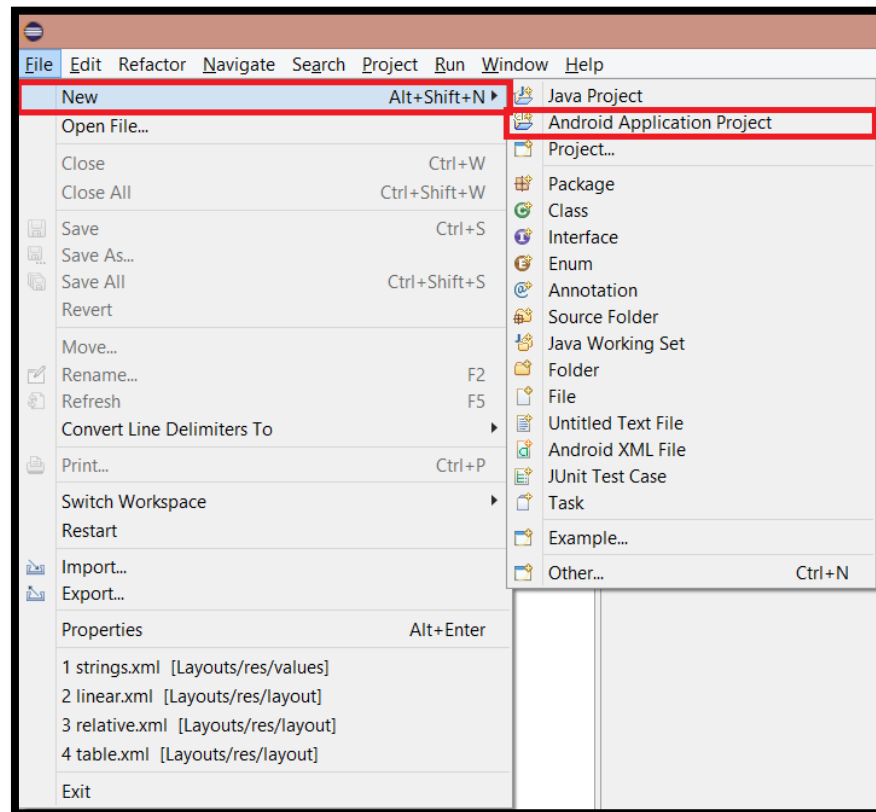 File Edit Refactor Navigate Search Project Run Window Help
New Alt+Shift+N
Open File...
Close Ctrl+W
Close All Ctrl+Shift+W
Save Ctrl+S
Save As...
Save All Ctrl+Shift+S
Revert
Move...
Rename... F2
Refresh F5
Convert Line Delimiters To
Print... Ctrl+P
Switch Workspace
Restart
Import...
Export...
Properties Alt+Enter
1 strings.xml [Layouts/res/values]
2 linear.xml [Layouts/res/layout]
3 relative.xml [Layouts/res/layout]
4 table.xml [Layouts/res/layout]
Exit
Java Project
Android Application Project
Project...
Package
Class
Interface
Enum
Annotation
Source Folder
Java Working Set
Folder
File
Untitled Text File
Android XML File
JUnit Test Case
Task
Example...
Other... Ctrl+N